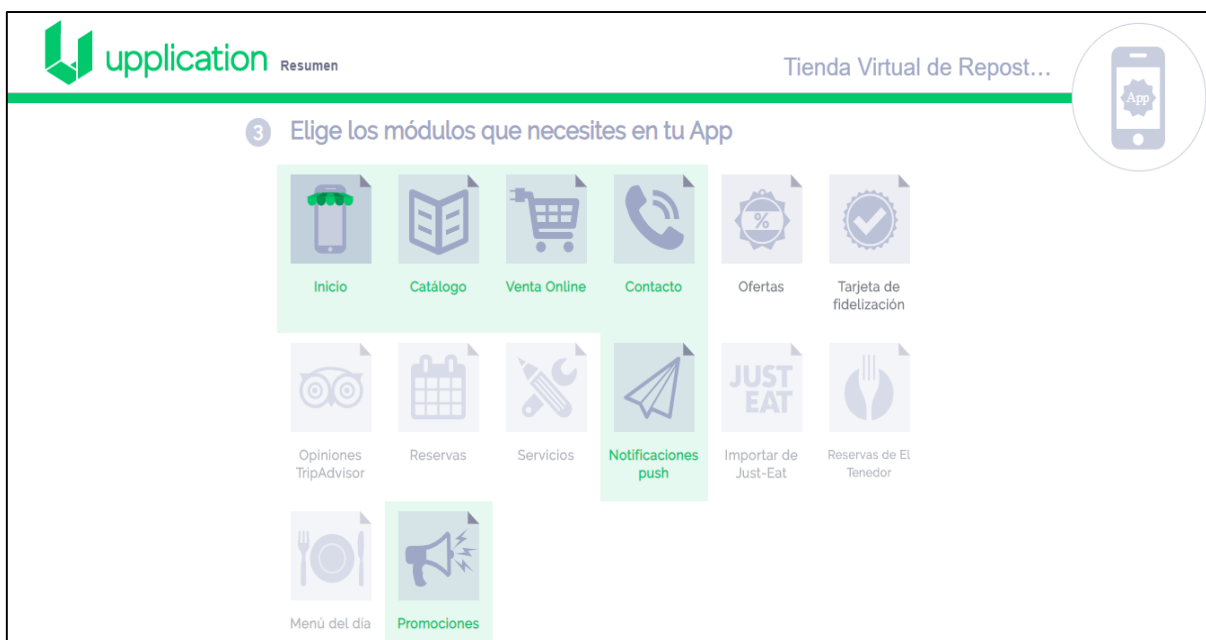 upplication Resumen
Tienda Virtual de Repost...
App
3 Elige los módulos que necesites en tu App
Inicio
Catálogo
Venta Online
Contacto
%
Ofertas
Tarjeta de
fidelización
Opiniones
TripAdvisor
Reservas
Servicios
Notificaciones
push
JUST
EAT
Importar de
Just-Eat
Reservas de El
Tenedor
Menú del día
Promociones